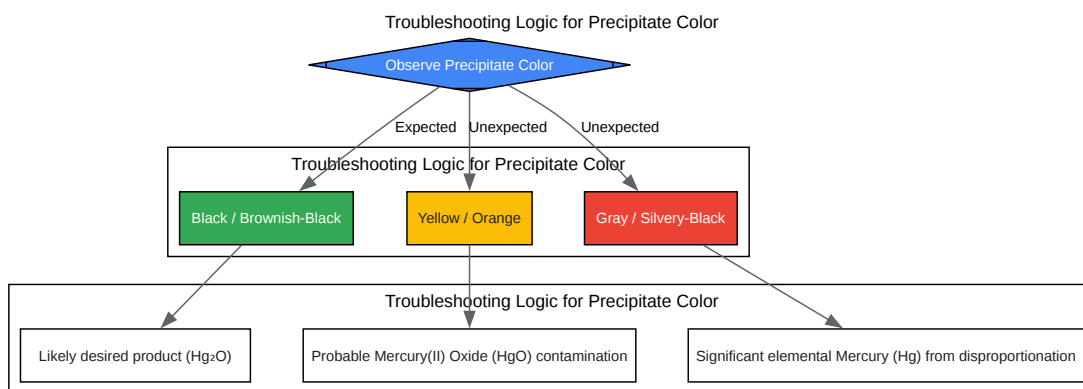 Troubleshooting Logic for Precipitate Color
Observe Precipitate Color
Expected
Unexpected
Unexpected
Troubleshooting Logic for Precipitate Color
Black / Brownish-Black
Yellow / Orange
Gray / Silvery-Black
Troubleshooting Logic for Precipitate Color
Likely desired product (Hg₂O)
Probable Mercury(II) Oxide (HgO) contamination
Significant elemental Mercury (Hg) from disproportionation